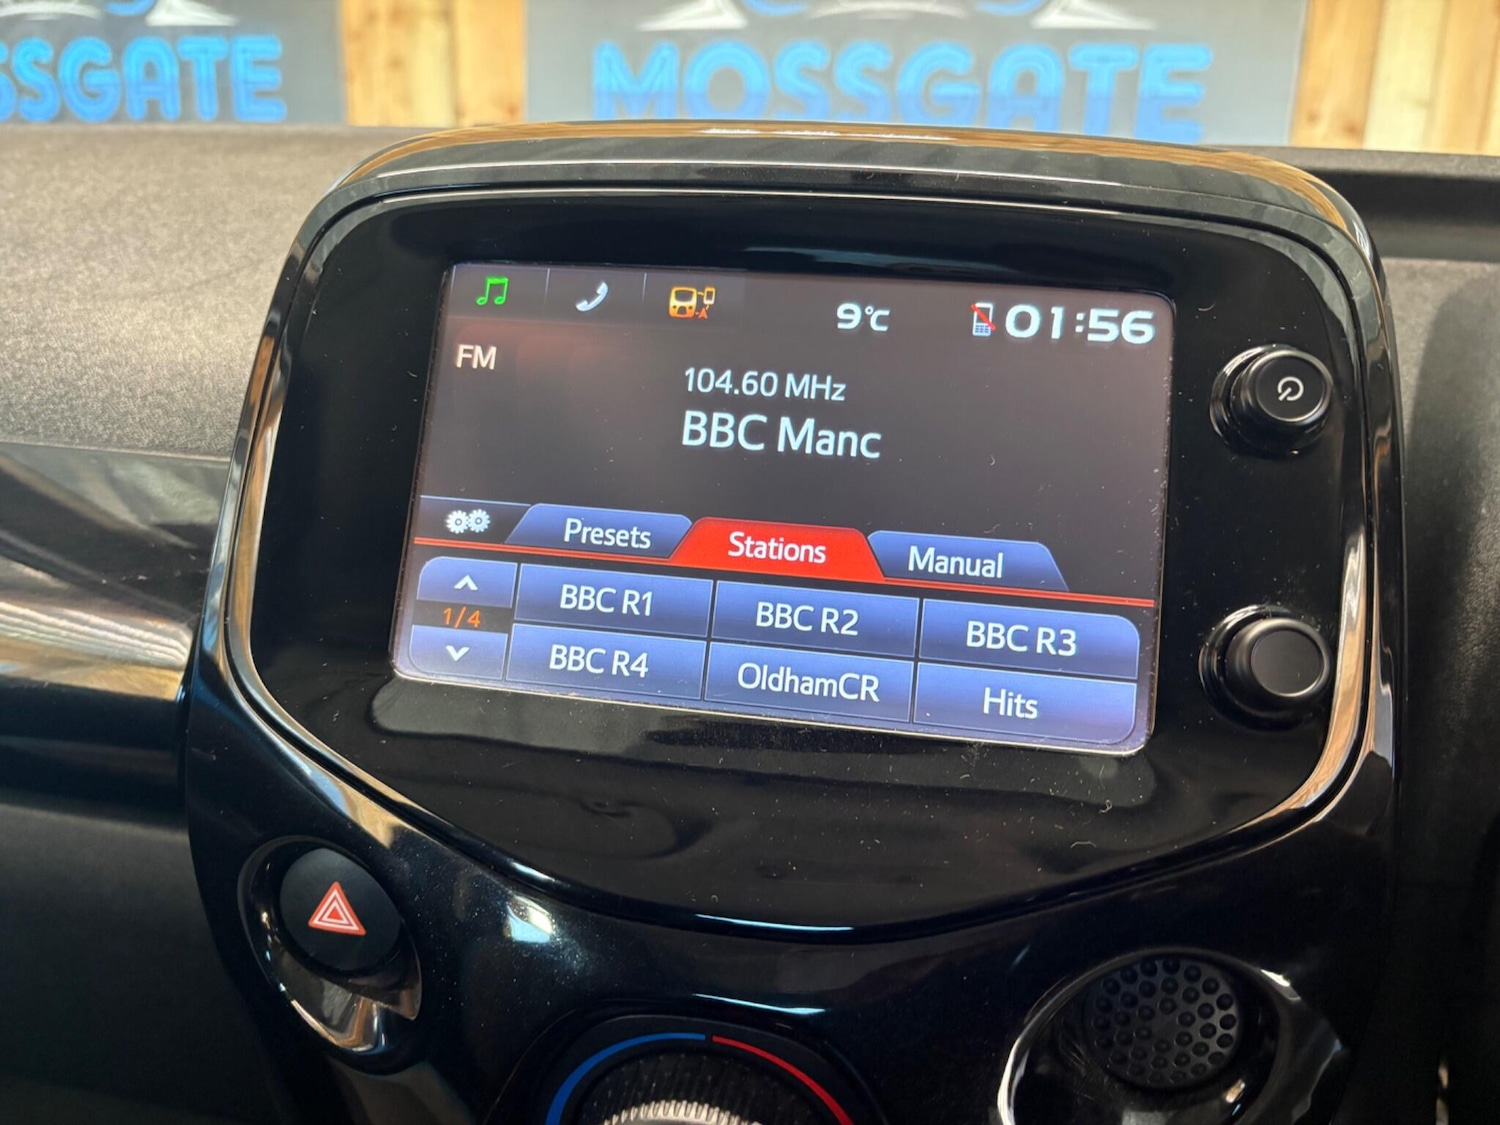 SSGATE
MOSSGATE
9°C
01:56
FM
104.60 MHz
BBC Manc
Presets
Stations
Manual
1/4
BBC R1
BBC R2
BBC R3
BBC R4
OldhamCR
Hits